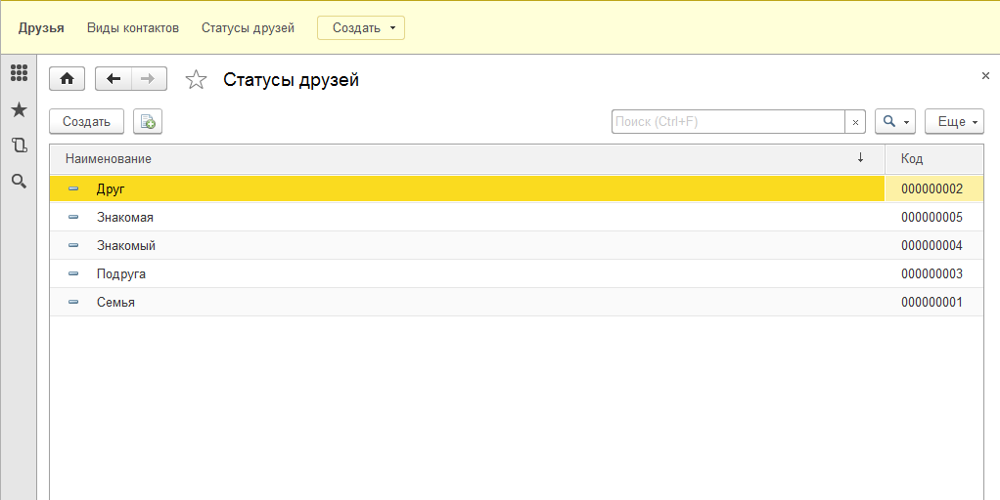 Друзья Виды контактов Статусы друзей Создать
Статусы друзей
Создать Поиск (Ctrl+F) Еще
Наименование Код
Друг 000000002
Знакомая 000000005
Знакомый 000000004
Подруга 000000003
Семья 000000001